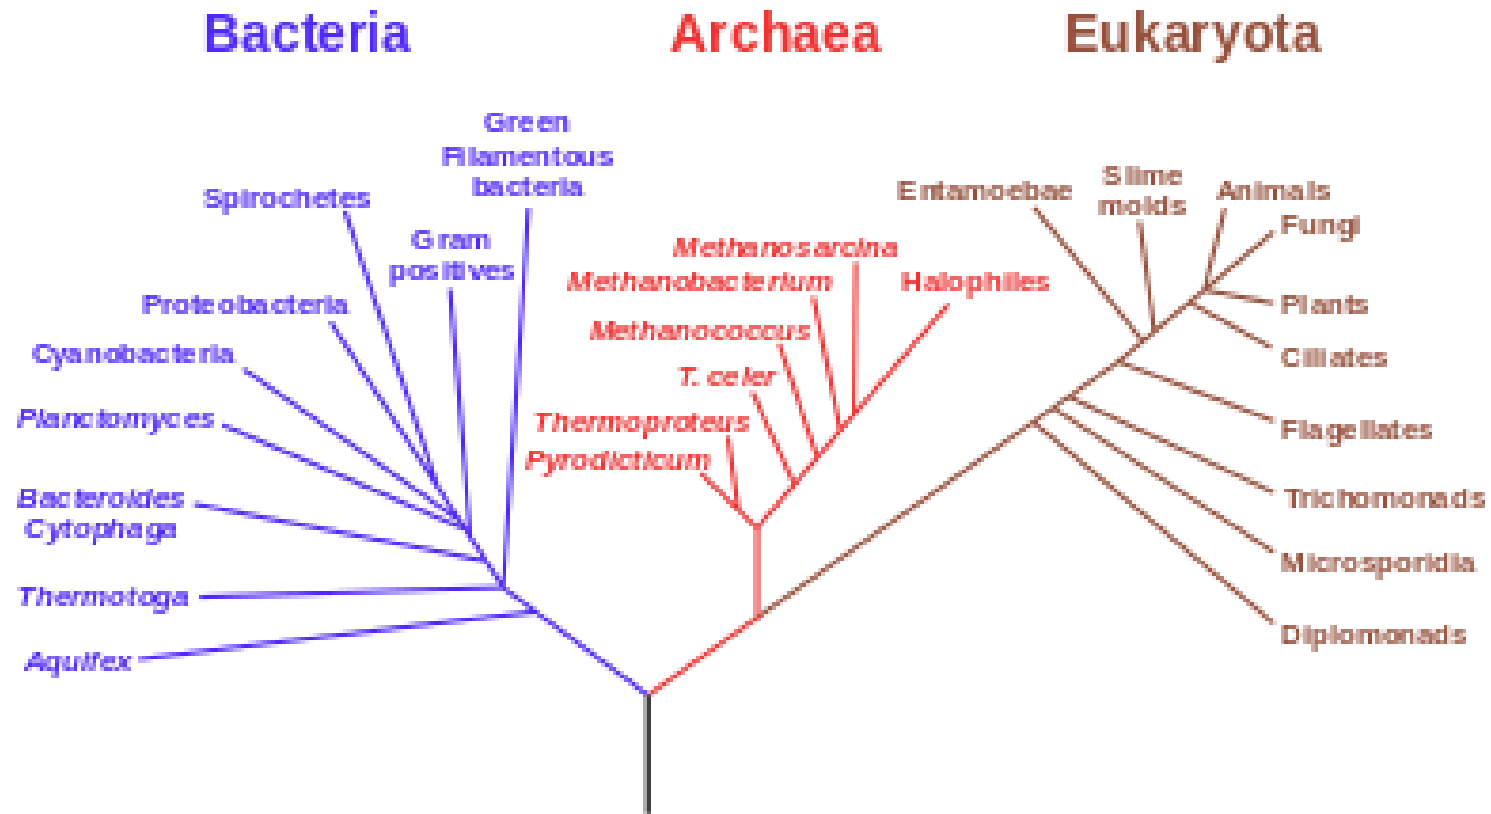 Bacteria
Archaea
Eukaryota
Green
Filamentous
bacteria
Spirochetes
Gram
positives
Proteobacteria
Cyanobacteria
Planctomyces
Bacteroides
Cytophaga
Thermotoga
Aquifex
Methanosarcina
Methanobacterium
Halophiles
Methanococcus
T. celer
Thermoproteus
Pyrodicticum
Entamoebae
Slime
molds
Animals
Fungi
Plants
Ciliates
Flagellates
Trichomonads
Microsporidia
Diplomonads